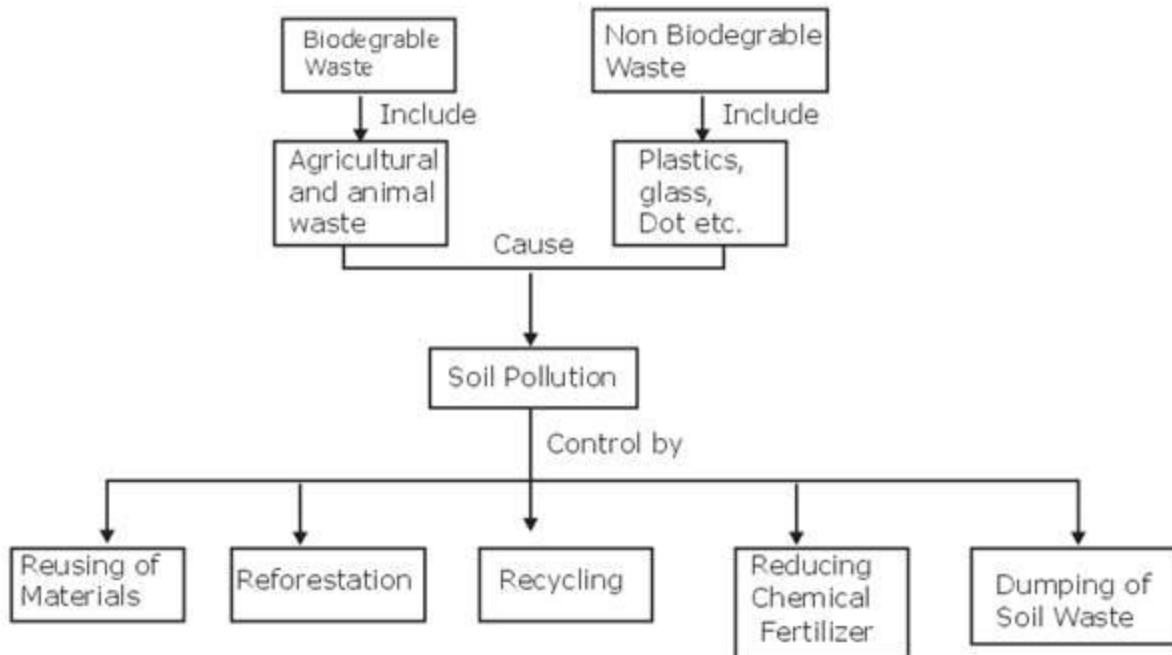 Biodegrable
Waste
Non Biodegrable
Waste
Include
Include
Agricultural
and animal
waste
Plastics,
glass,
Dot etc.
Cause
Soil Pollution
Control by
Reusing of
Materials
Reforestation
Recycling
Reducing
Chemical
Fertilizer
Dumping of
Soil Waste